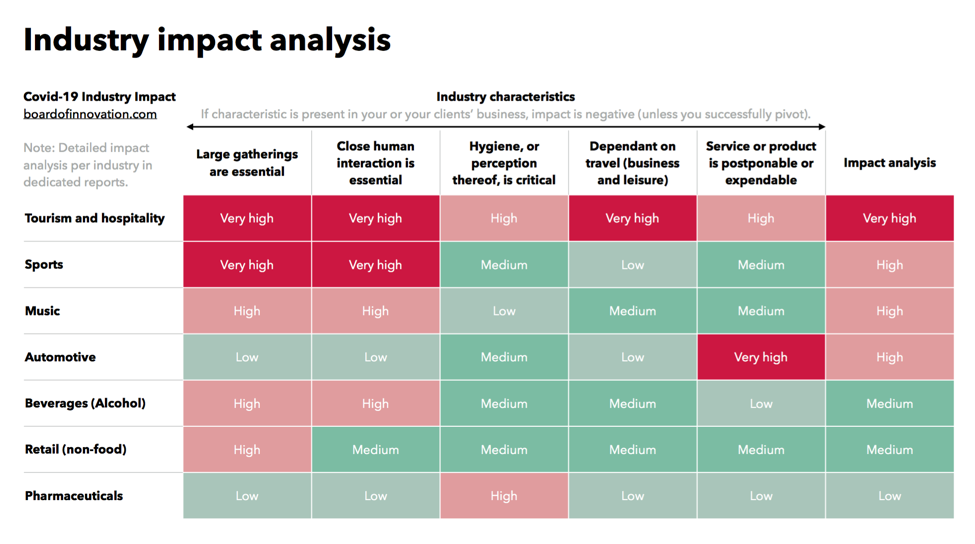 Industry impact analysis
Covid-19 Industry Impact
boardofinnovation.com
Note: Detailed impact
analysis per industry in
dedicated reports.
Industry characteristics
If characteristic is present in your or your clients’ business, impact is negative (unless you successfully pivot).
Large gatherings
are essential
Close human
interaction is
essential
Hygiene, or
perception
thereof, is critical
Dependant on
travel (business
and leisure)
Service or product
is postponable or
expendable
Impact analysis
Tourism and hospitality Very high Very high High Very high High Very high
Sports Very high Very high Medium Low Medium High
Music High High Low Medium Medium High
Automotive Low Low Medium Low Very high High
Beverages (Alcohol) High High Medium Medium Low Medium
Retail (non-food) High Medium Medium Medium Medium Medium
Pharmaceuticals Low Low High Low Low Low